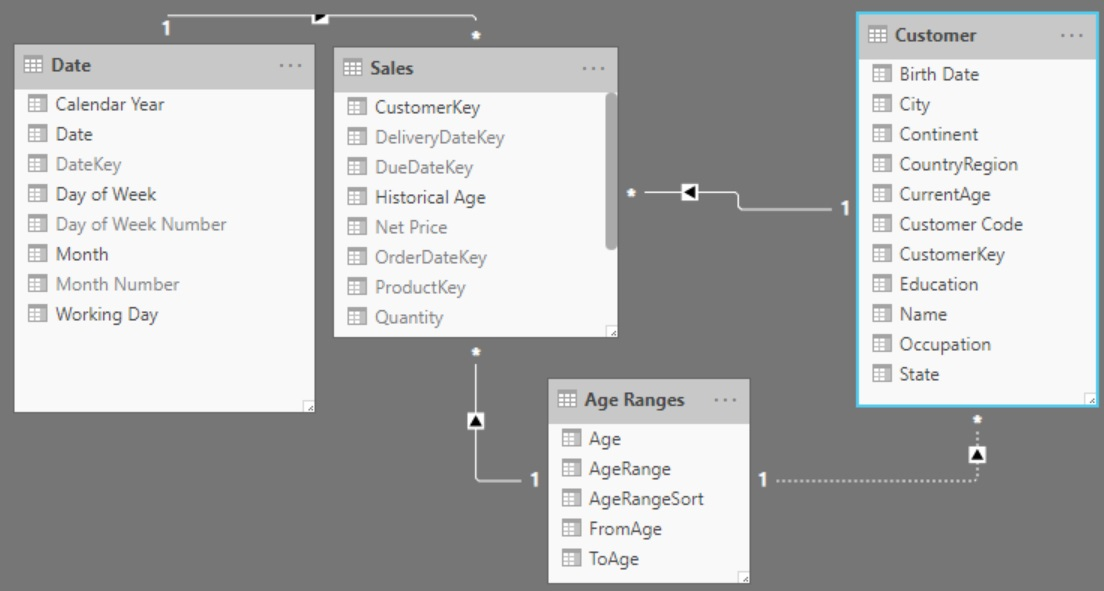 1
*
Date
Calendar Year
Date
DateKey
Day of Week
Day of Week Number
Month
Month Number
Working Day
Sales
CustomerKey
DeliveryDateKey
DueDateKey
Historical Age
Net Price
OrderDateKey
ProductKey
Quantity
*
1
Customer
Birth Date
City
Continent
CountryRegion
CurrentAge
Customer Code
CustomerKey
Education
Name
Occupation
State
*
1
Age Ranges
Age
AgeRange
AgeRangeSort
FromAge
ToAge
1
*